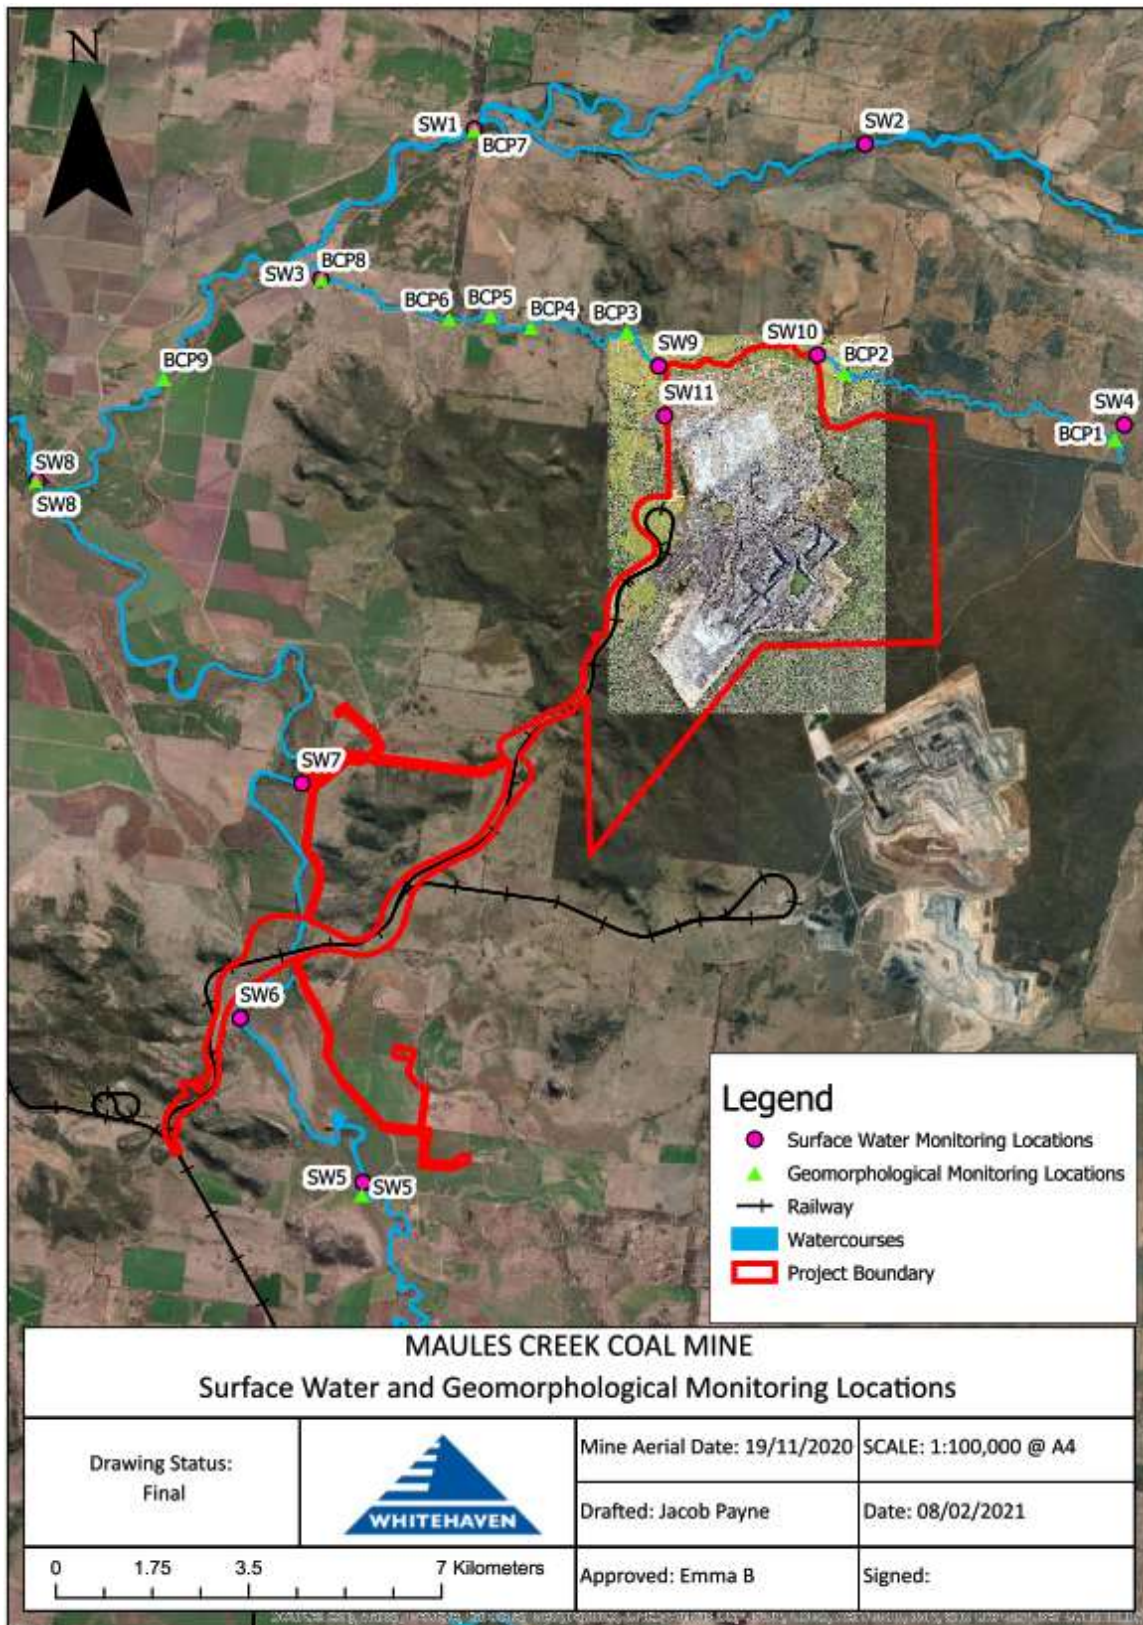 N
SW1
BCP7
SW2
SW3
BCP8
BCP6
BCP5
BCP4
BCP3
SW9
SW10
BCP2
SW11
SW4
BCP1
BCP9
SW8
SW8
SW7
SW6
SW5
SW5
Legend
Surface Water Monitoring Locations
Geomorphological Monitoring Locations
Railway
Watercourses
Project Boundary
MAULES CREEK COAL MINE
Surface Water and Geomorphological Monitoring Locations
Drawing Status:
Final
WHITEHAVEN
Mine Aerial Date: 19/11/2020
SCALE: 1:100,000 @ A4
Drafted: Jacob Payne
Date: 08/02/2021
0 1.75 3.5 7 Kilometers
Approved: Emma B
Signed: